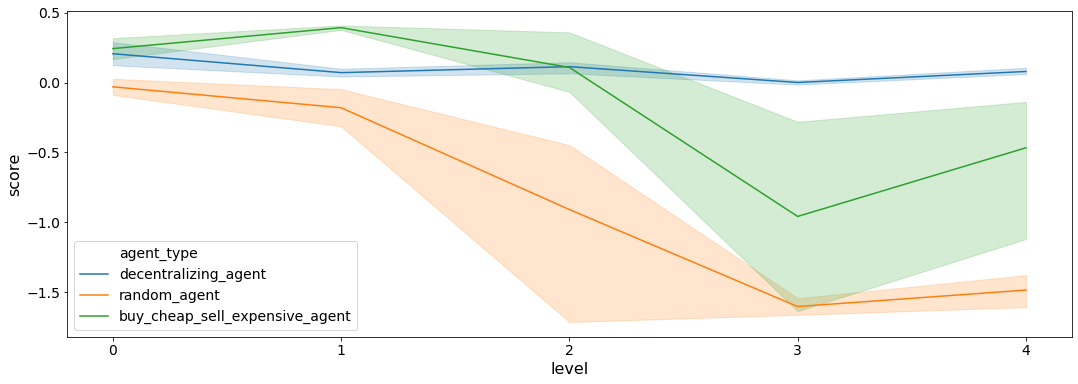 0.5
0.0
−0.5
−1.0
−1.5
score
agent_type
decentralizing_agent
random_agent
buy_cheap_sell_expensive_agent
0 1 2 3 4
level